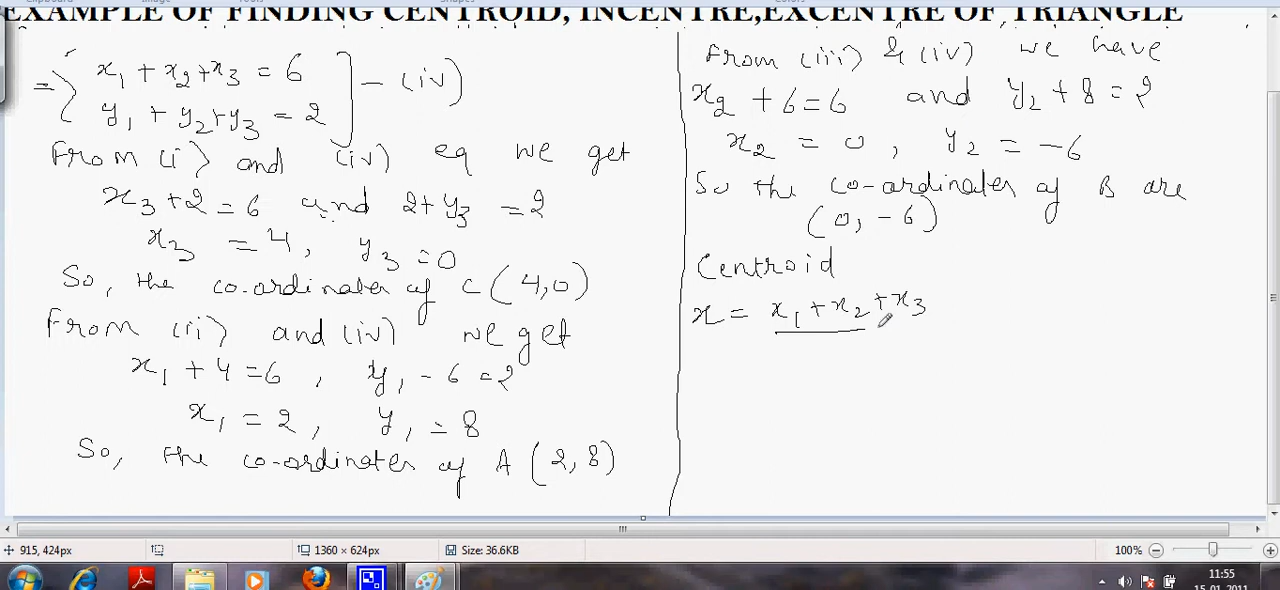 EXAMPLE OF FINDING CENTROID, INCENTRE,EXCENTRE OF TRIANGLE
=> { x₁ + x₂ + x₃ = 6
y₁ + y₂ + y₃ = 2 ] - (iv)
From (i) and (iv) eq we get
x₃ + 2 = 6 and 2 + y₃ = 2
x₃ = 4, y₃ = 0
So, the co-ordinates of C (4,0)
From (ii) and (iv) we get
x₁ + 4 = 6 , y₁ - 6 = 2
x₁ = 2 , y₁ = 8
So, the co-ordinates of A (2, 8)
From (iii) & (iv) we have
x₂ + 6 = 6 and y₂ + 8 = 2
x₂ = 0 , y₂ = -6
So the co-ordinates of B are
(0, -6)
Centroid
x = x₁ + x₂ + x₃
915, 424px
1360 × 624px
Size: 36.6KB
100%
11:55
15-01-2011